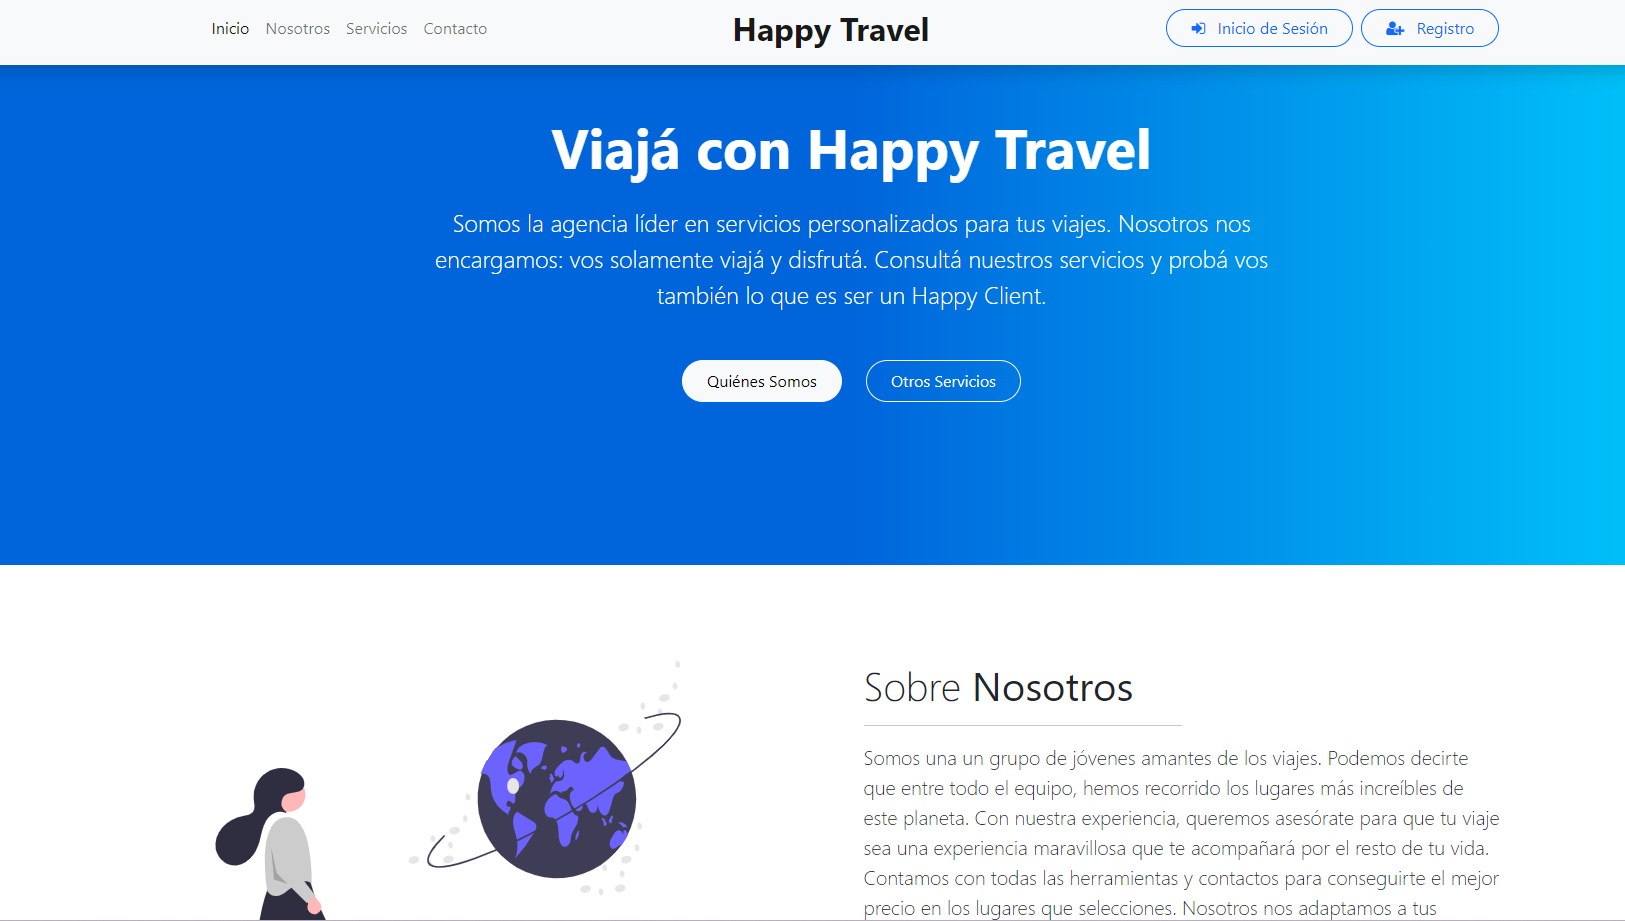 Inicio Nosotros Servicios Contacto
Happy Travel
Inicio de Sesión
Registro
Viajá con Happy Travel
Somos la agencia líder en servicios personalizados para tus viajes. Nosotros nos
encargamos: vos solamente viajá y disfrutá. Consultá nuestros servicios y probá vos
también lo que es ser un Happy Client.
Quiénes Somos
Otros Servicios
Sobre Nosotros
Somos una un grupo de jóvenes amantes de los viajes. Podemos decirte
que entre todo el equipo, hemos recorrido los lugares más increíbles de
este planeta. Con nuestra experiencia, queremos asesórate para que tu viaje
sea una experiencia maravillosa que te acompañará por el resto de tu vida.
Contamos con todas las herramientas y contactos para conseguirte el mejor
precio en los lugares que selecciones. Nosotros nos adaptamos a tus